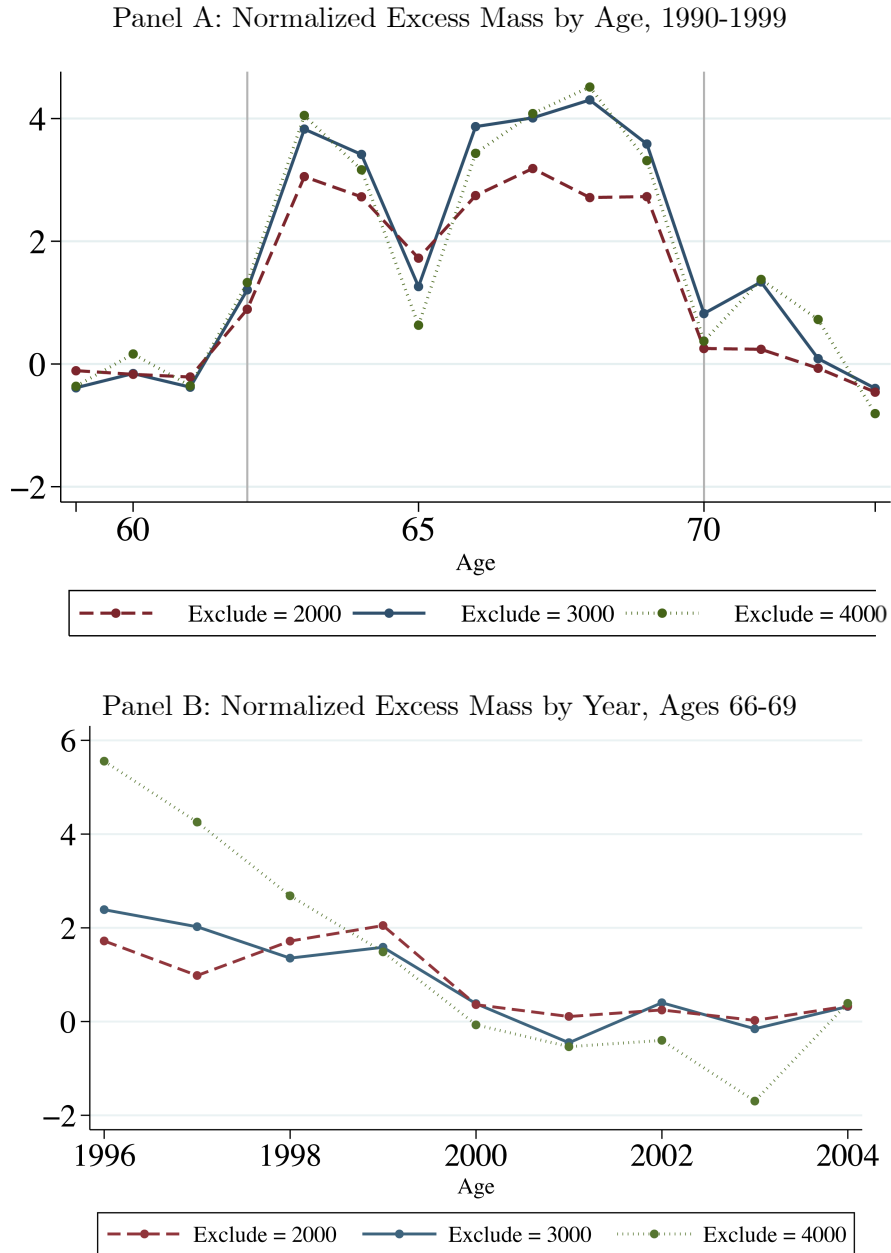 Panel A: Normalized Excess Mass by Age, 1990-1999
4
2
0
−2
60 65 70
Age
Exclude = 2000 Exclude = 3000 Exclude = 4000
Panel B: Normalized Excess Mass by Year, Ages 66-69
6
4
2
0
−2
1996 1998 2000 2002 2004
Age
Exclude = 2000 Exclude = 3000 Exclude = 4000